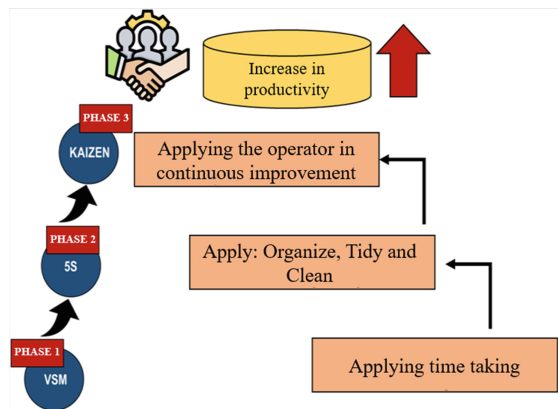 Increase in
productivity
PHASE 3
KAIZEN
Applying the operator in
continuous improvement
PHASE 2
5S
Apply: Organize, Tidy and
Clean
PHASE 1
VSM
Applying time taking